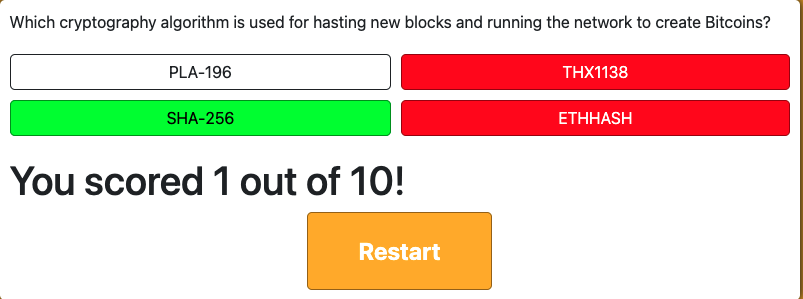 Which cryptography algorithm is used for hasting new blocks and running the network to create Bitcoins?
PLA-196
THX1138
SHA-256
ETHHASH
You scored 1 out of 10!
Restart